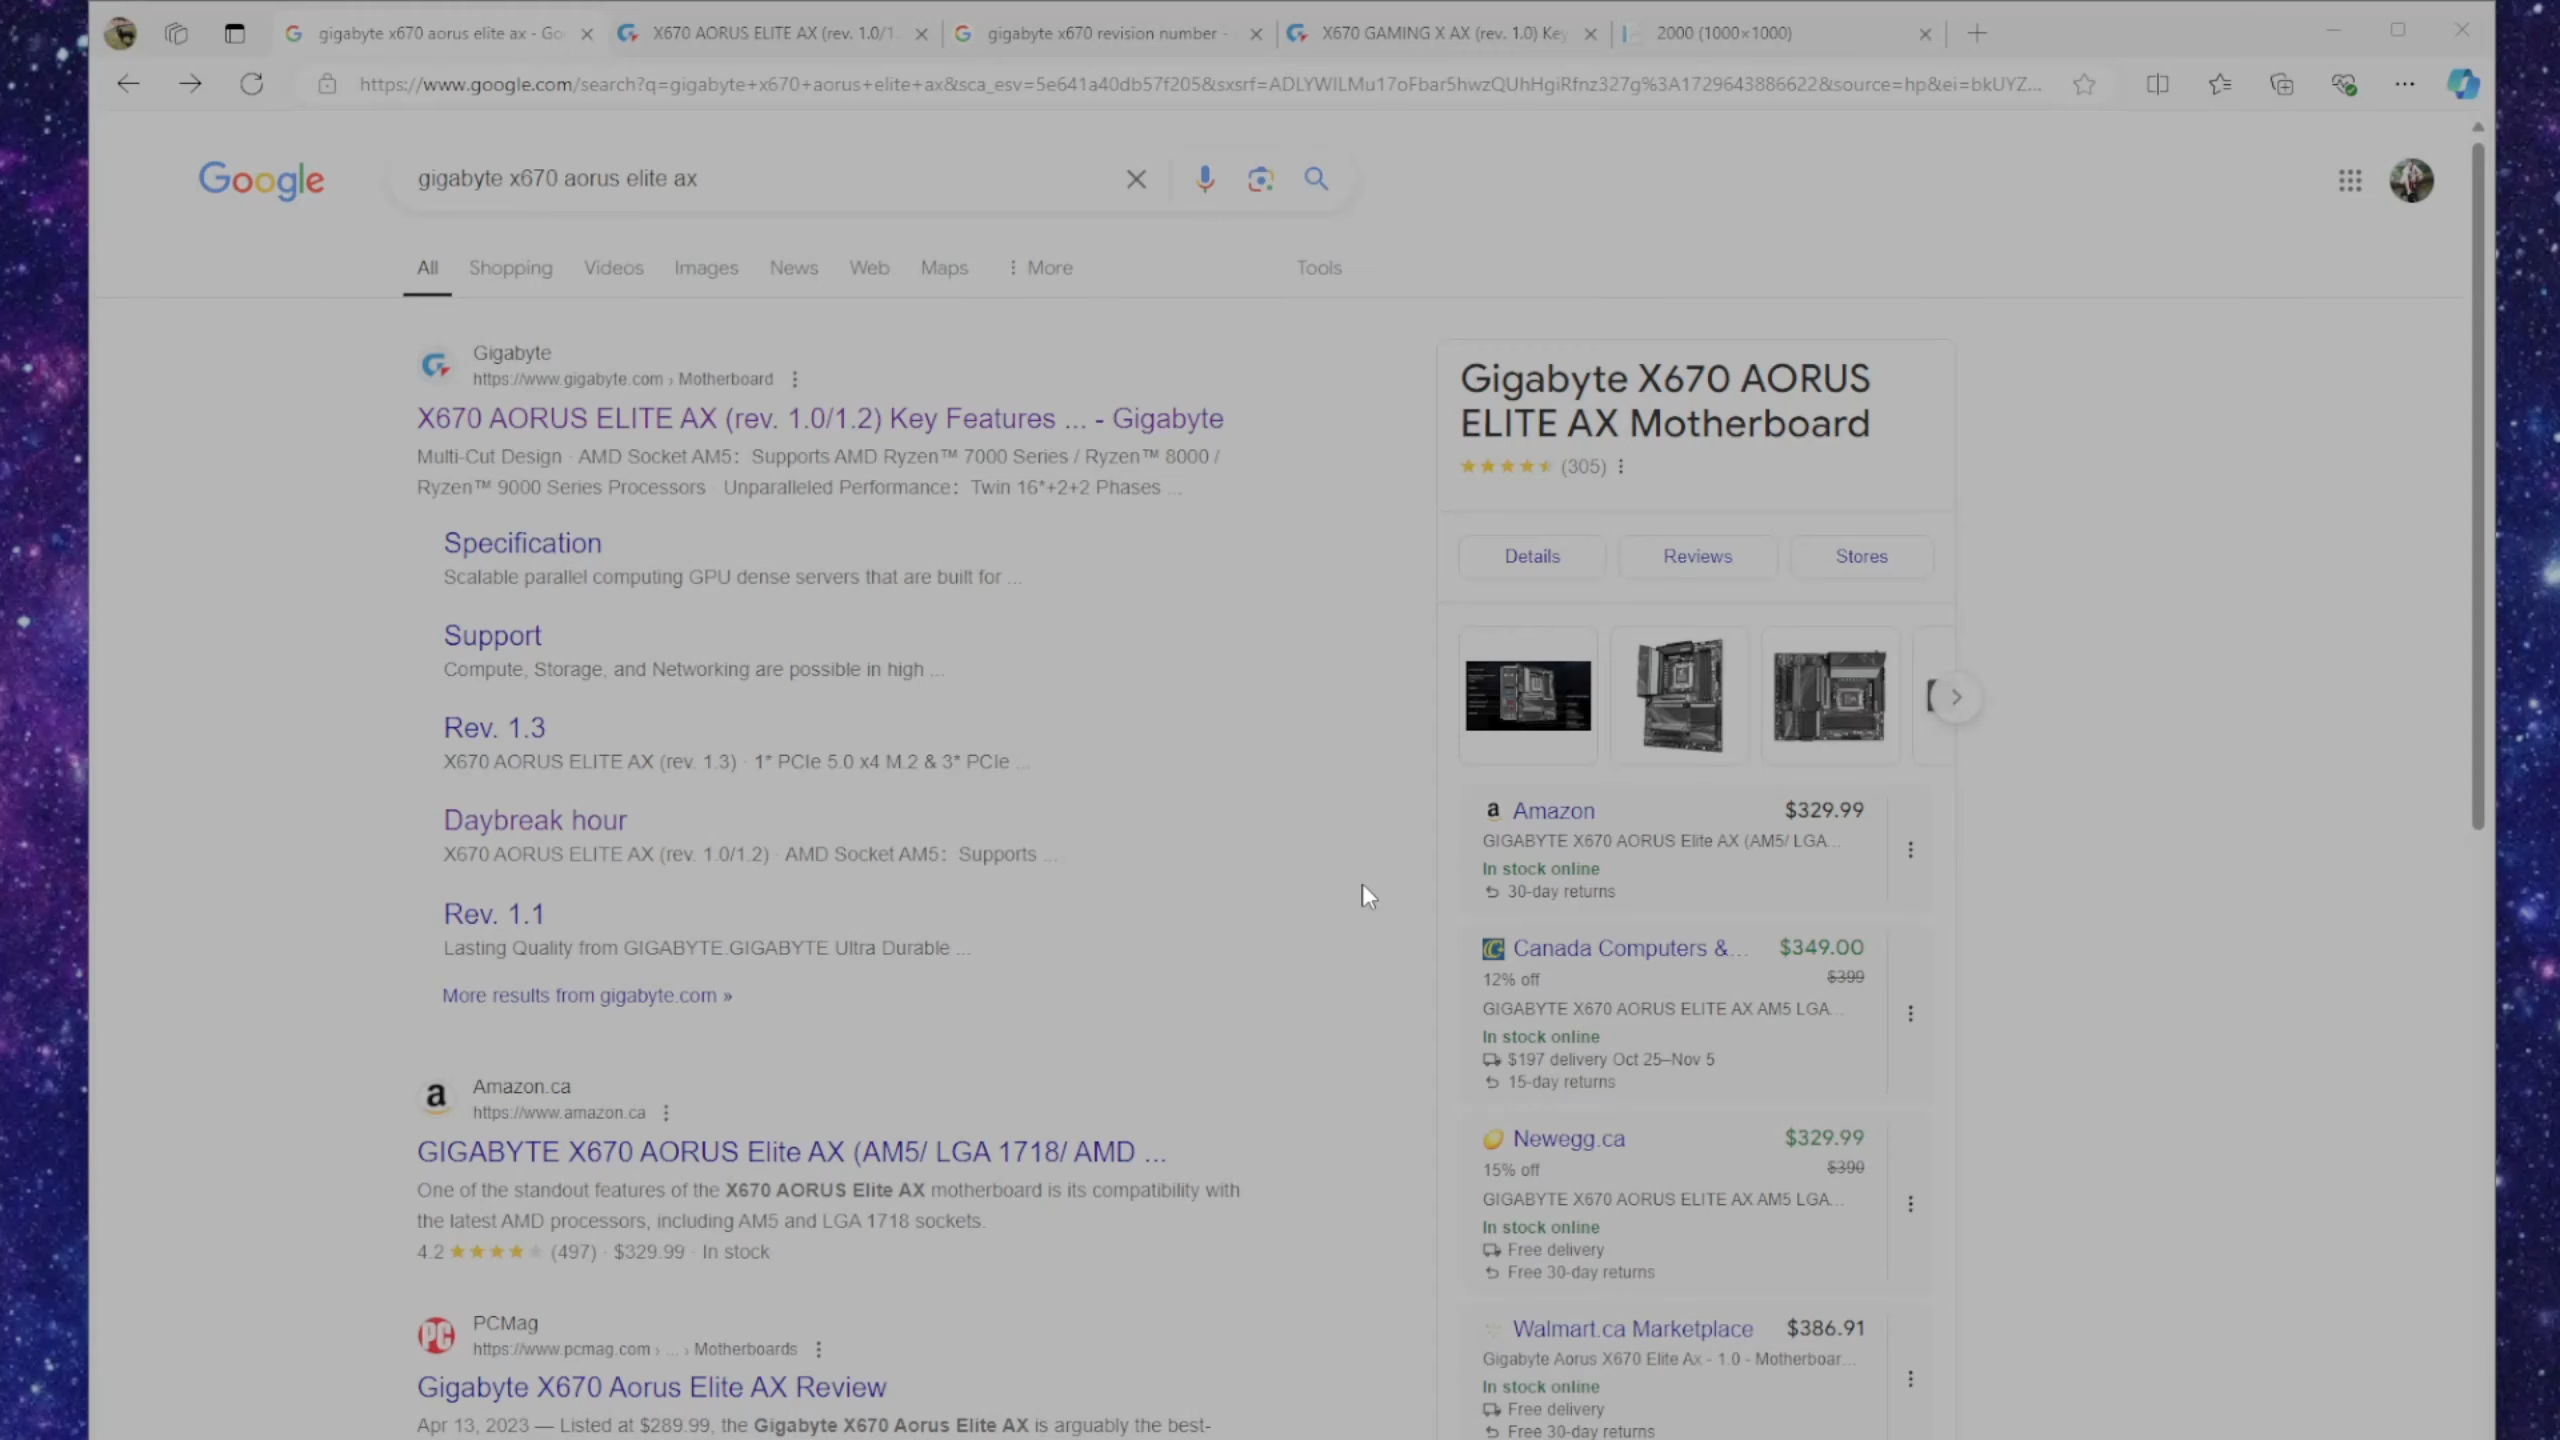 gigabyte x670 aorus elite ax - Go
X670 AORUS ELITE AX (rev. 1.0/1.
gigabyte x670 revision number -
X670 GAMING X AX (rev. 1.0) Key
2000 (1000×1000)
https://www.google.com/search?q=gigabyte+x670+aorus+elite+ax&sca_esv=5e641a40db57f205&sxsrf=ADLYWILMu17oFbar5hwzQUhHgiRfnz327g%3A1729643886622&source=hp&ei=bkUYZ...
Google
gigabyte x670 aorus elite ax
All Shopping Videos Images News Web Maps More Tools
Gigabyte
https://www.gigabyte.com › Motherboard
X670 AORUS ELITE AX (rev. 1.0/1.2) Key Features ... - Gigabyte
Multi-Cut Design · AMD Socket AM5: Supports AMD Ryzen™ 7000 Series / Ryzen™ 8000 /
Ryzen™ 9000 Series Processors · Unparalleled Performance: Twin 16*+2+2 Phases ...
Specification
Scalable parallel computing GPU dense servers that are built for ...
Support
Compute, Storage, and Networking are possible in high ...
Rev. 1.3
X670 AORUS ELITE AX (rev. 1.3) · 1* PCIe 5.0 x4 M.2 & 3* PCIe ...
Daybreak hour
X670 AORUS ELITE AX (rev. 1.0/1.2) · AMD Socket AM5: Supports ...
Rev. 1.1
Lasting Quality from GIGABYTE.GIGABYTE Ultra Durable ...
More results from gigabyte.com »
Amazon.ca
https://www.amazon.ca
GIGABYTE X670 AORUS Elite AX (AM5/ LGA 1718/ AMD ...
One of the standout features of the X670 AORUS Elite AX motherboard is its compatibility with
the latest AMD processors, including AM5 and LGA 1718 sockets.
4.2 (497) · $329.99 · In stock
PCMag
https://www.pcmag.com › ... › Motherboards
Gigabyte X670 Aorus Elite AX Review
Apr 13, 2023 — Listed at $289.99, the Gigabyte X670 Aorus Elite AX is arguably the best-
Gigabyte X670 AORUS
ELITE AX Motherboard
(305)
Details Reviews Stores
Amazon $329.99
GIGABYTE X670 AORUS Elite AX (AM5/ LGA...
In stock online
30-day returns
Canada Computers &... $349.00
12% off $399
GIGABYTE X670 AORUS ELITE AX AM5 LGA...
In stock online
$197 delivery Oct 25–Nov 5
15-day returns
Newegg.ca $329.99
15% off $390
GIGABYTE X670 AORUS ELITE AX AM5 LGA...
In stock online
Free delivery
Free 30-day returns
Walmart.ca Marketplace $386.91
Gigabyte Aorus X670 Elite Ax - 1.0 - Motherboar...
In stock online
Free delivery
Free 30-day returns